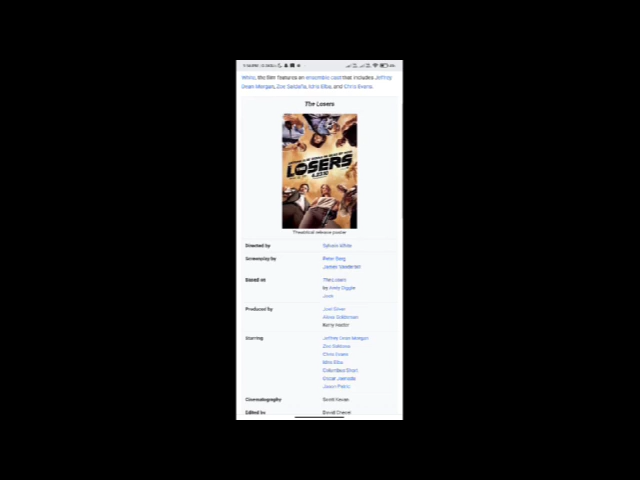 White, the film features an ensemble cast that includes Jeffrey
Dean Morgan, Zoe Saldaña, Idris Elba, and Chris Evans.
The Losers
THE
LOSERS
Theatrical release poster
Directed by
Sylvain White
Screenplay by
Peter Berg
James Vanderbilt
Based on
The Losers
by Andy Diggle
Jock
Produced by
Joel Silver
Akiva Goldsman
Kerry Foster
Starring
Jeffrey Dean Morgan
Zoe Saldana
Chris Evans
Idris Elba
Columbus Short
Oscar Jaenada
Jason Patric
Cinematography
Scott Kevan
Edited by
David Checel